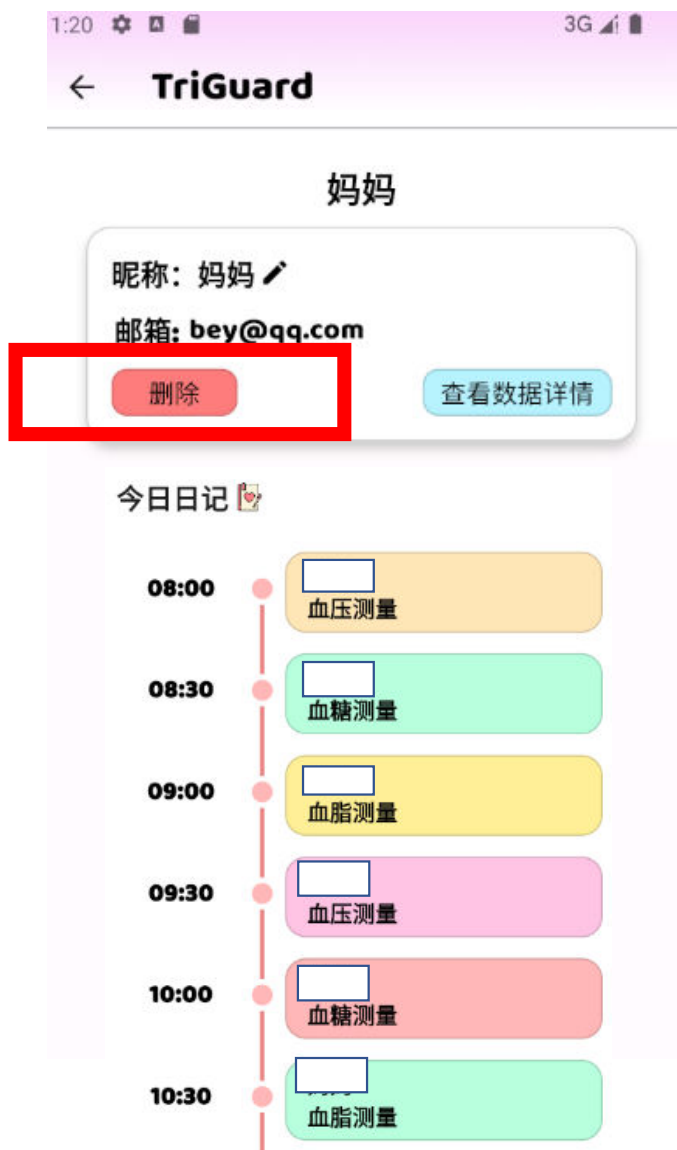 1:20 3G
TriGuard
妈妈
昵称：妈妈
邮箱: bey@qq.com
删除 查看数据详情
今日日记
08:00
血压测量
08:30
血糖测量
09:00
血脂测量
09:30
血压测量
10:00
血糖测量
10:30
血脂测量